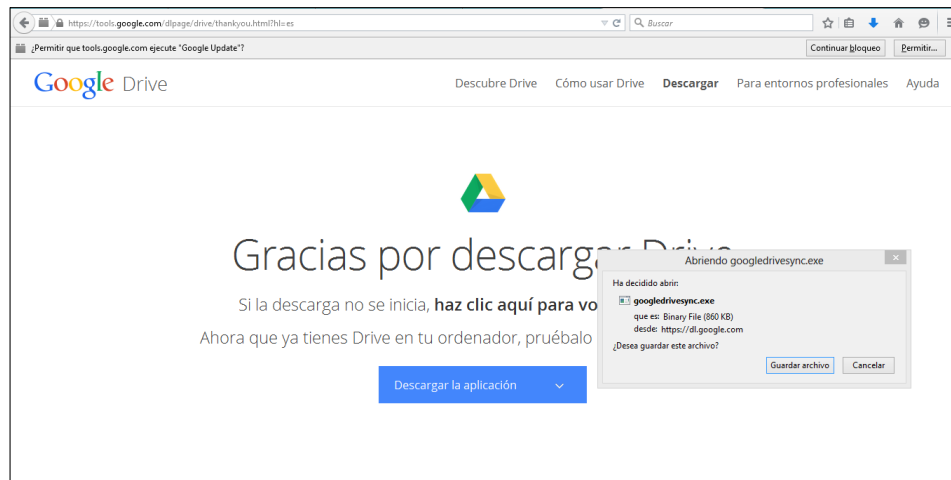 https://tools.google.com/dlpage/drive/thankyou.html?hl=es
Buscar
¿Permitir que tools.google.com ejecute "Google Update"?
Continuar bloqueo
Permitir...
Google Drive
Descubre Drive Cómo usar Drive Descargar Para entornos profesionales Ayuda
Gracias por descargar Drive
Si la descarga no se inicia, haz clic aquí para vo
Ahora que ya tienes Drive en tu ordenador, pruébalo
Descargar la aplicación
Abriendo googledrivesync.exe
Ha decidido abrir:
googledrivesync.exe
que es: Binary File (860 KB)
desde: https://dl.google.com
¿Desea guardar este archivo?
Guardar archivo Cancelar